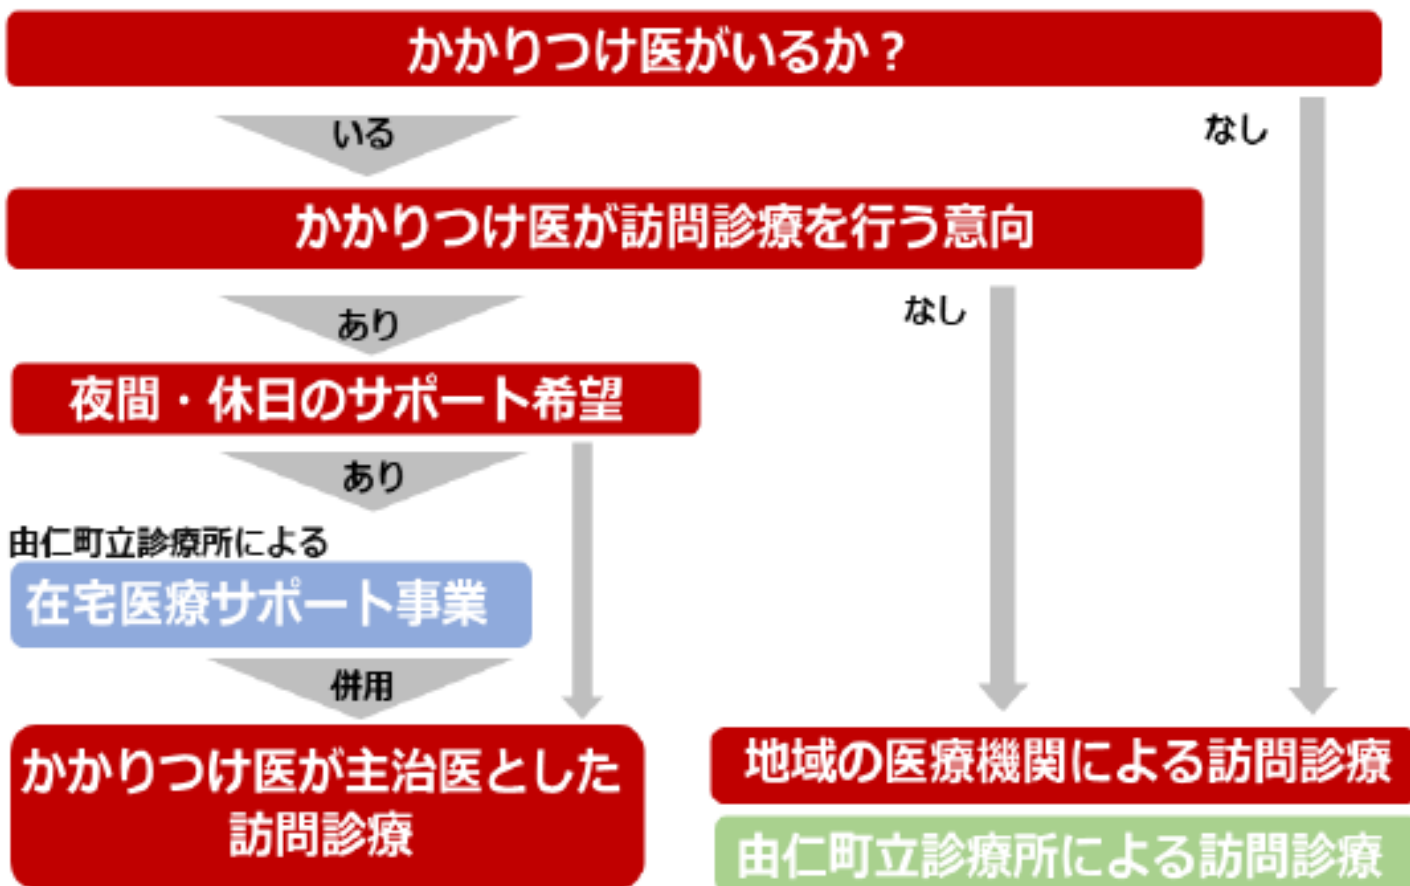 かかりつけ医がいるか？
いる
なし
かかりつけ医が訪問診療を行う意向
あり
なし
夜間・休日のサポート希望
あり
由仁町立診療所による
在宅医療サポート事業
併用
かかりつけ医が主治医とした
訪問診療
地域の医療機関による訪問診療
由仁町立診療所による訪問診療